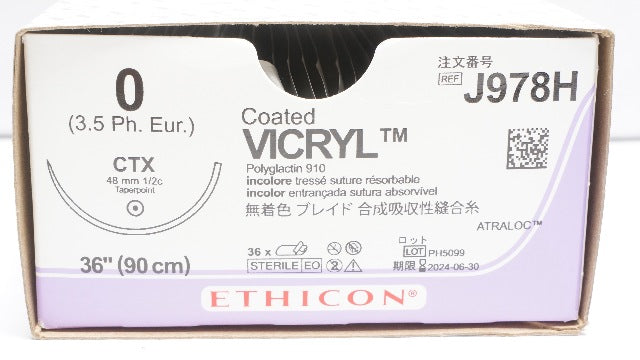 0
(3.5 Ph. Eur.)
CTX
48 mm 1/2c
Taperpoint
36" (90 cm)
Coated
VICRYL™
Polyglactin 910
incolore tressé suture résorbable
incolor entrançada sutura absorvível
無着色 ブレイド 合成吸収性縫合糸
注文番号
REF J978H
ATRALOC™
36 x
STERILE EO
2
ロット
LOT PH5099
期限 2024-06-30
ETHICON®